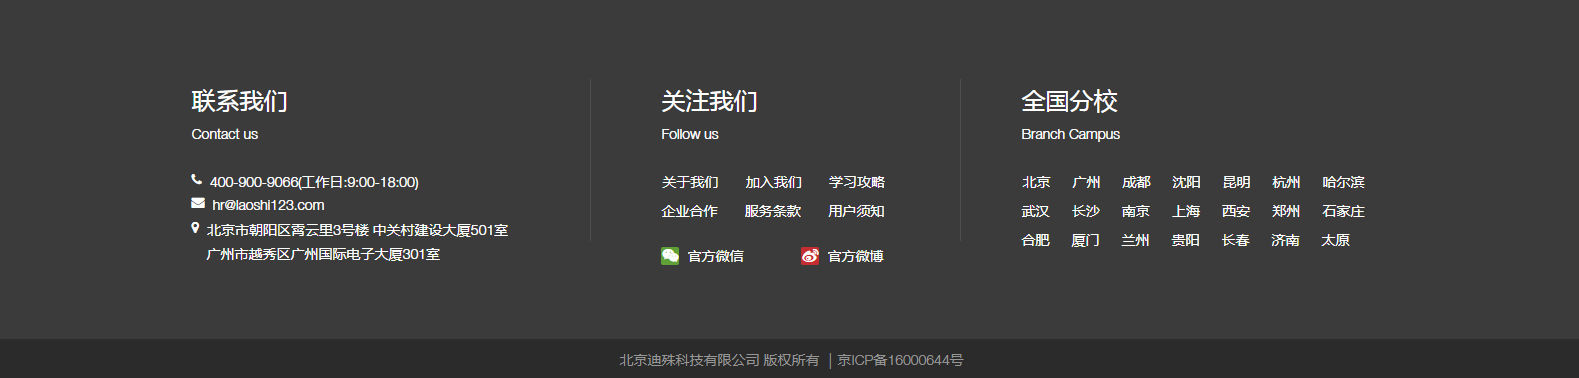 联系我们
Contact us
400-900-9066(工作日:9:00-18:00)
hr@laoshi123.com
北京市朝阳区霄云里3号楼 中关村建设大厦501室
广州市越秀区广州国际电子大厦301室
关注我们
Follow us
关于我们 加入我们 学习攻略
企业合作 服务条款 用户须知
官方微信 官方微博
全国分校
Branch Campus
北京 广州 成都 沈阳 昆明 杭州 哈尔滨
武汉 长沙 南京 上海 西安 郑州 石家庄
合肥 厦门 兰州 贵阳 长春 济南 太原
北京迪殊科技有限公司 版权所有 | 京ICP备16000644号